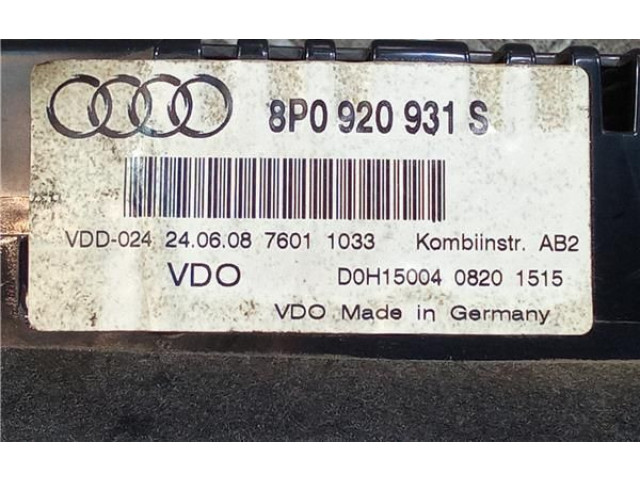 8P0 920 931 S
VDD-024 24.06.08 7601 1033 Kombiinstr. AB2
VDO D0H15004 0820 1515
VDO Made in Germany